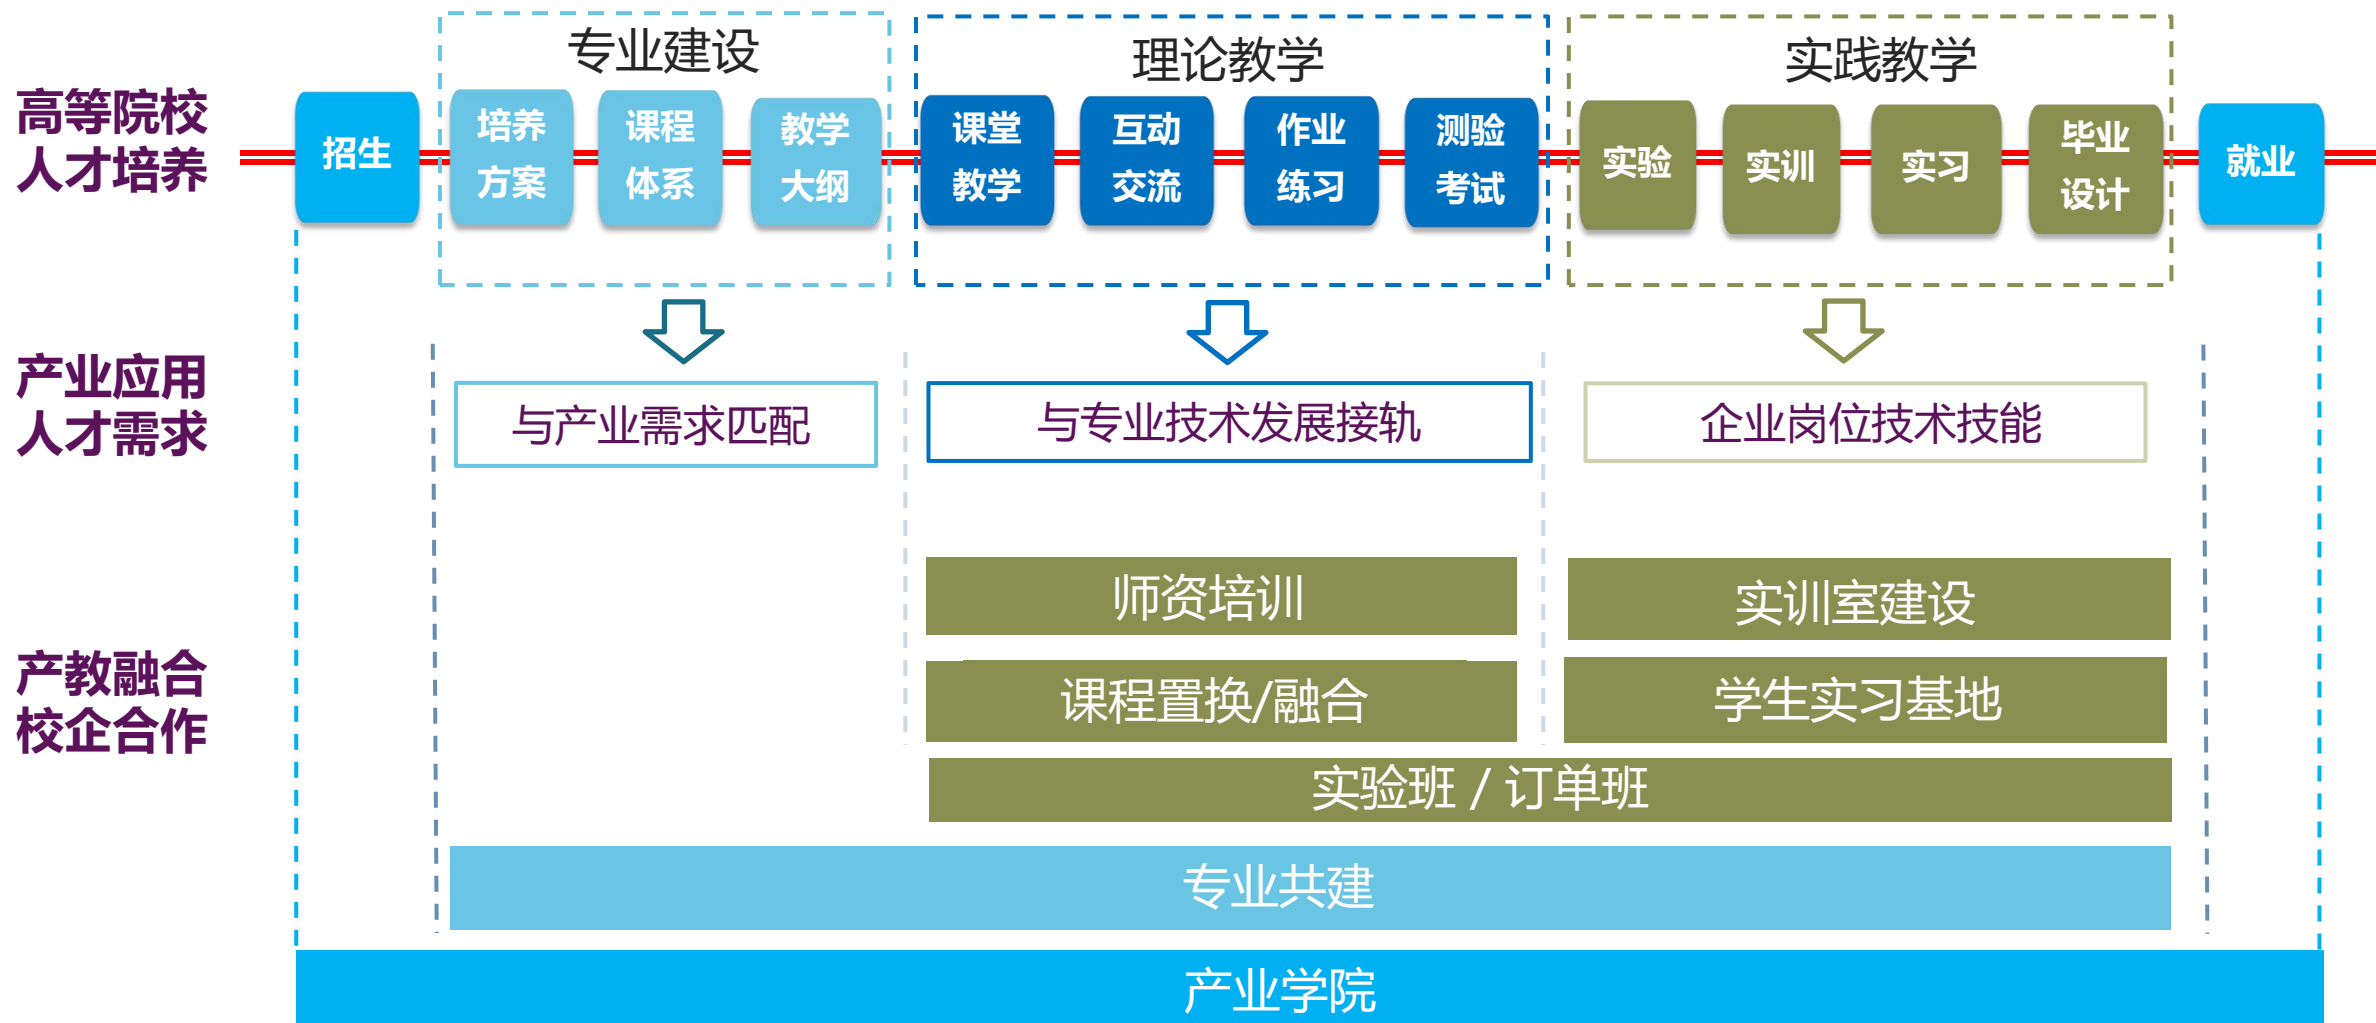 专业建设
理论教学
实践教学
高等院校
人才培养
招生
培养
方案
课程
体系
教学
大纲
课堂
教学
互动
交流
作业
练习
测验
考试
实验
实训
实习
毕业
设计
就业
产业应用
人才需求
与产业需求匹配
与专业技术发展接轨
企业岗位技术技能
产教融合
校企合作
师资培训
实训室建设
课程置换/融合
学生实习基地
实验班 / 订单班
专业共建
产业学院